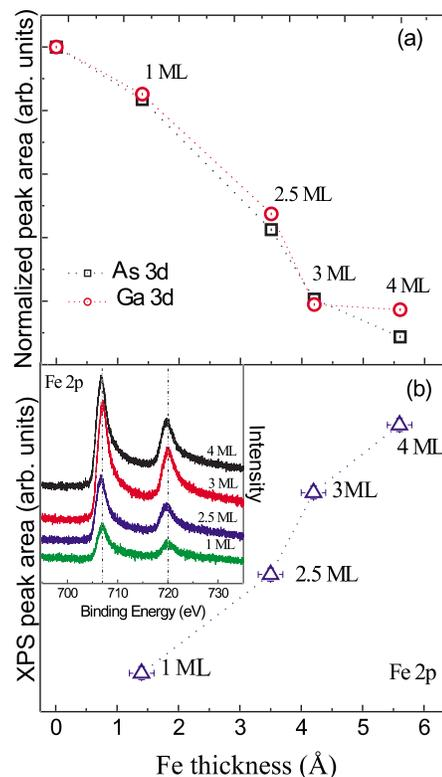 Normalized peak area (arb. units)
(a)
1 ML
2.5 ML
3 ML
4 ML
As 3d
Ga 3d
XPS peak area (arb. units)
Fe 2p
(b)
4 ML
3 ML
2.5 ML
1 ML
Intensity
700 710 720 730
Binding Energy (eV)
4 ML
3ML
2.5 ML
1 ML
Fe 2p
0 1 2 3 4 5 6
Fe thickness (Å)